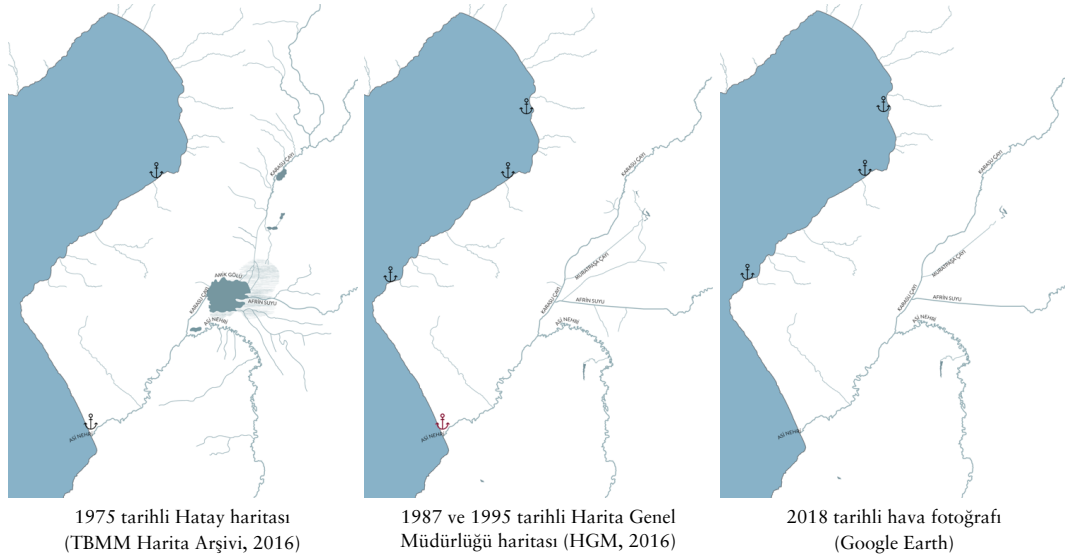 KARASU ÇAYI
AMİK GÖLÜ
KARASU ÇAYI
AFRİN SUYU
ASİ NEHRİ
ASİ NEHRİ
1975 tarihli Hatay haritası
(TBMM Harita Arşivi, 2016)
KARASU ÇAYI
MURATPAŞA ÇAYI
KARASU ÇAYI
AFRİN SUYU
ASİ NEHRİ
ASİ NEHRİ
1987 ve 1995 tarihli Harita Genel
Müdürlüğü haritası (HGM, 2016)
KARASU ÇAYI
MURATPAŞA ÇAYI
KARASU ÇAYI
AFRİN SUYU
ASİ NEHRİ
ASİ NEHRİ
2018 tarihli hava fotoğrafı
(Google Earth)